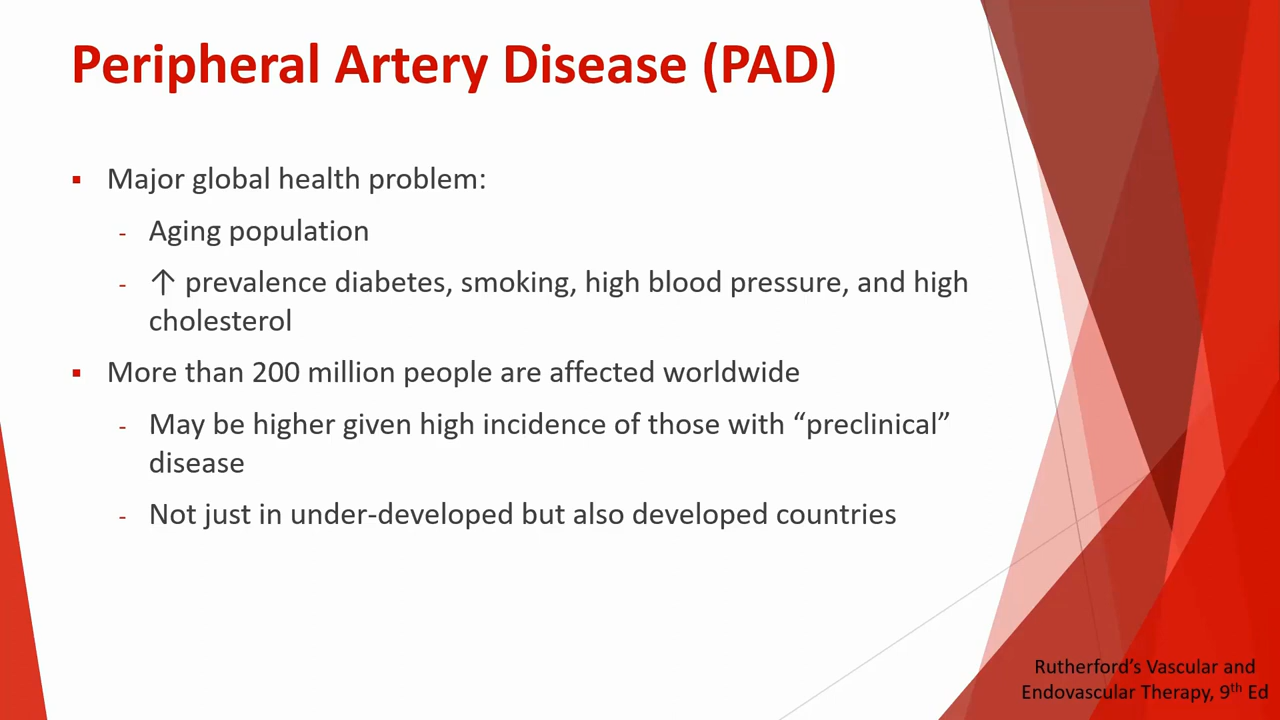 Peripheral Artery Disease (PAD)
▪ Major global health problem:
- Aging population
- ↑ prevalence diabetes, smoking, high blood pressure, and high
cholesterol
▪ More than 200 million people are affected worldwide
- May be higher given high incidence of those with “preclinical”
disease
- Not just in under-developed but also developed countries
Rutherford’s Vascular and
Endovascular Therapy, 9th Ed